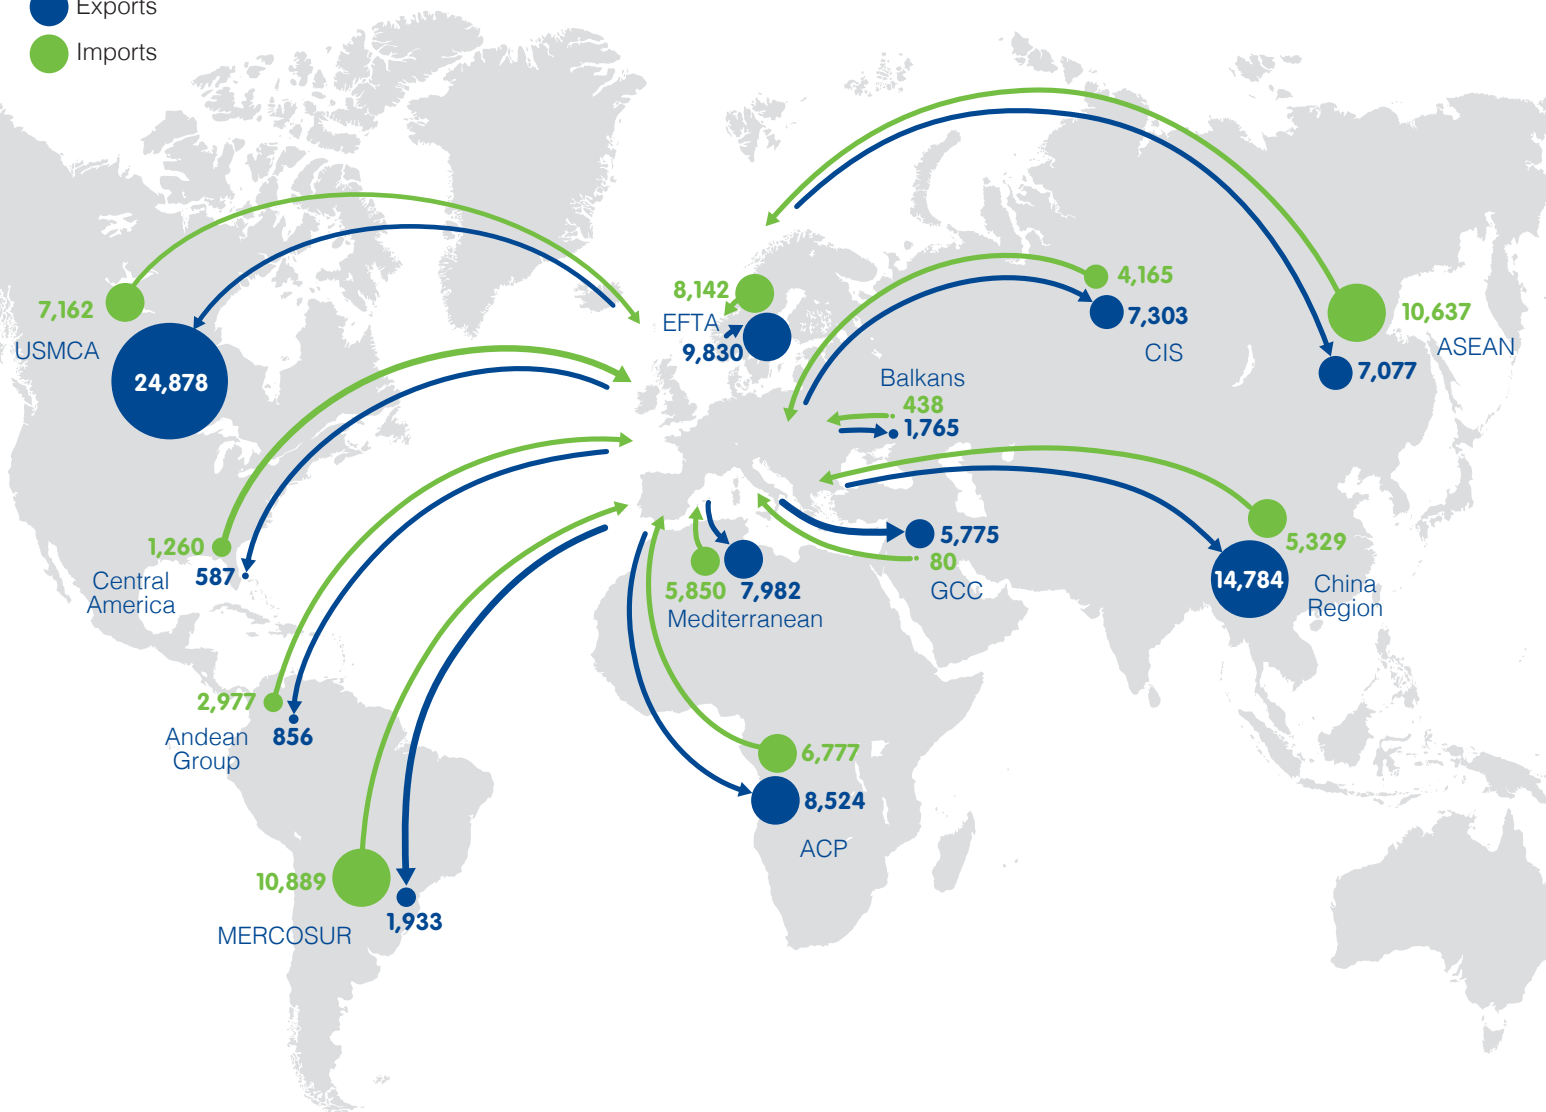 Exports
Imports
7,162
USMCA
24,878
8,142
EFTA
9,830
4,165
7,303
CIS
10,637
ASEAN
7,077
Balkans
438
1,765
1,260
587
Central
America
5,850
7,982
Mediterranean
5,775
80
GCC
5,329
14,784
China
Region
2,977
856
Andean
Group
6,777
8,524
ACP
10,889
1,933
MERCOSUR